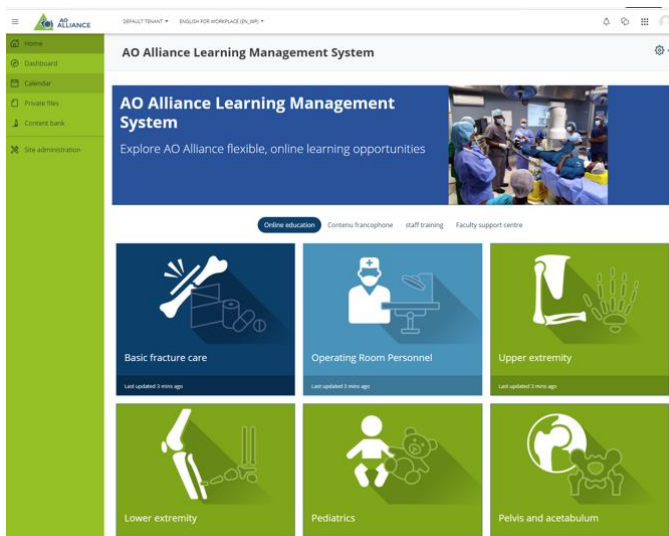 AO
ALLIANCE
DEFAULT TENANT
ENGLISH FOR WORKPLACE (EN_WP)
Home
Dashboard
Calendar
Private files
Content bank
Site administration
AO Alliance Learning Management System
AO Alliance Learning Management
System
Explore AO Alliance flexible, online learning opportunities
Online education Contenu francophone staff training Faculty support centre
Basic fracture care
Operating Room Personnel
Upper extremity
Last updated 3 mins ago
Last updated 3 mins ago
Last updated 3 mins ago
Lower extremity
Pediatrics
Pelvis and acetabulum